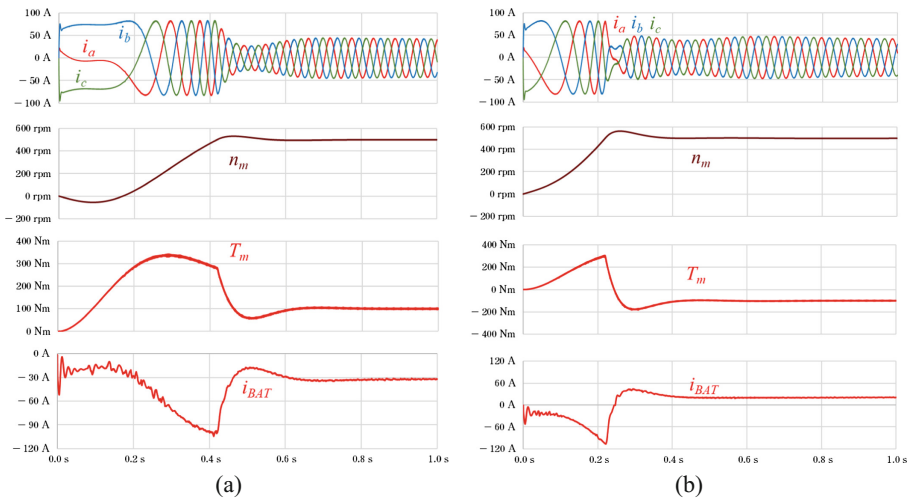 100 A
50 A
0 A
− 50 A
− 100 A
i_a
i_b
i_c
600 rpm
400 rpm
200 rpm
0 rpm
− 200 rpm
n_m
400 Nm
300 Nm
200 Nm
100 Nm
0 Nm
T_m
0 A
− 30 A
− 60 A
− 90 A
− 120 A
i_BAT
0.0 s 0.2 s 0.4 s 0.6 s 0.8 s 1.0 s
(a)
100 A
50 A
0 A
− 50 A
− 100 A
i_a i_b i_c
600 rpm
400 rpm
200 rpm
0 rpm
− 200 rpm
n_m
400 Nm
200 Nm
0 Nm
− 200 Nm
− 400 Nm
T_m
120 A
60 A
0 A
− 60 A
− 120 A
i_BAT
0.0 s 0.2 s 0.4 s 0.6 s 0.8 s 1.0 s
(b)